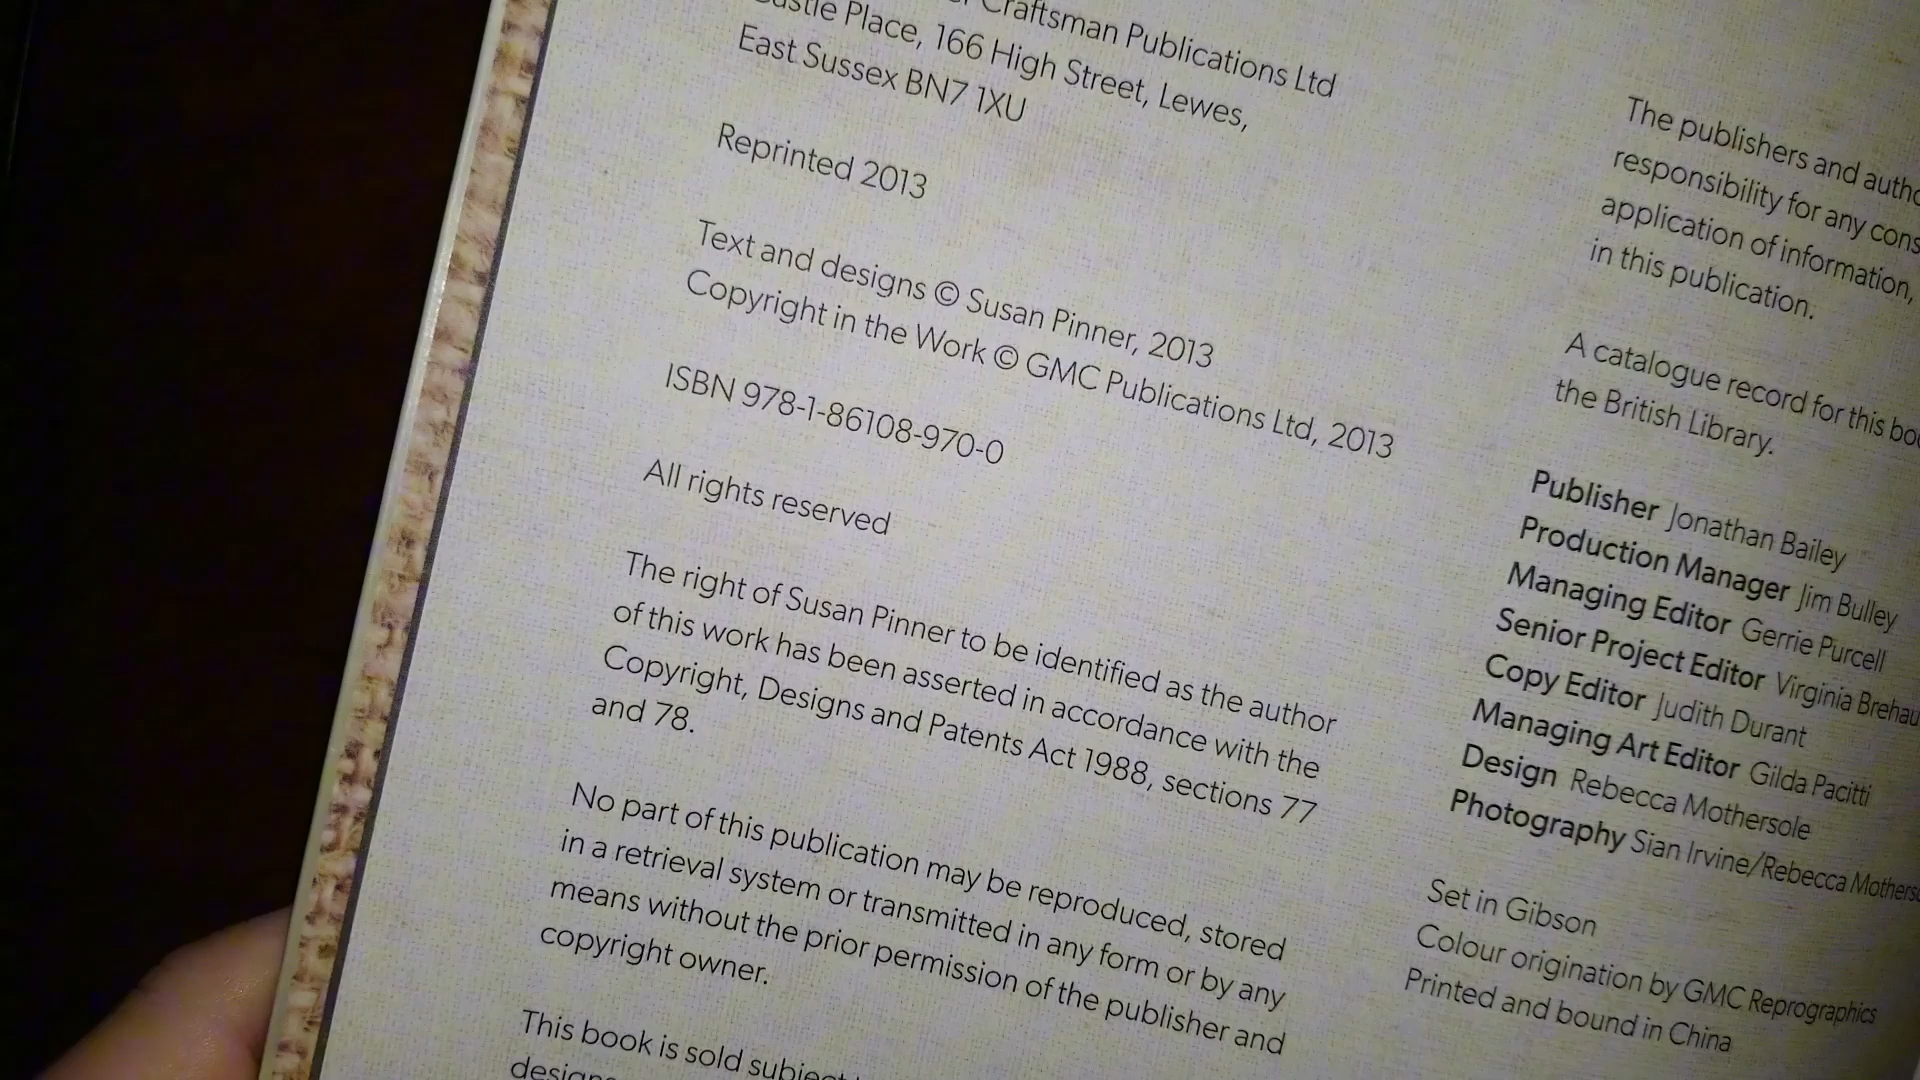 Craftsman Publications Ltd
Place, 166 High Street, Lewes,
East Sussex BN7 1XU
Reprinted 2013
Text and designs © Susan Pinner, 2013
Copyright in the Work © GMC Publications Ltd, 2013
ISBN 978-1-86108-970-0
All rights reserved
The right of Susan Pinner to be identified as the author
of this work has been asserted in accordance with the
Copyright, Designs and Patents Act 1988, sections 77
and 78.
No part of this publication may be reproduced, stored
in a retrieval system or transmitted in any form or by any
means without the prior permission of the publisher and
copyright owner.
This book is sold
The publishers and
responsibility for any
application of information,
in this publication.
A catalogue record for this
the British Library.
Publisher Jonathan Bailey
Production Manager Jim Bulley
Managing Editor Gerrie Purcell
Senior Project Editor Virginia
Copy Editor Judith Durant
Managing Art Editor Gilda Pacitti
Design Rebecca Mothersole
Photography Sian Irvine/Rebecca
Set in Gibson
Colour origination by GMC Reprographics
Printed and bound in China